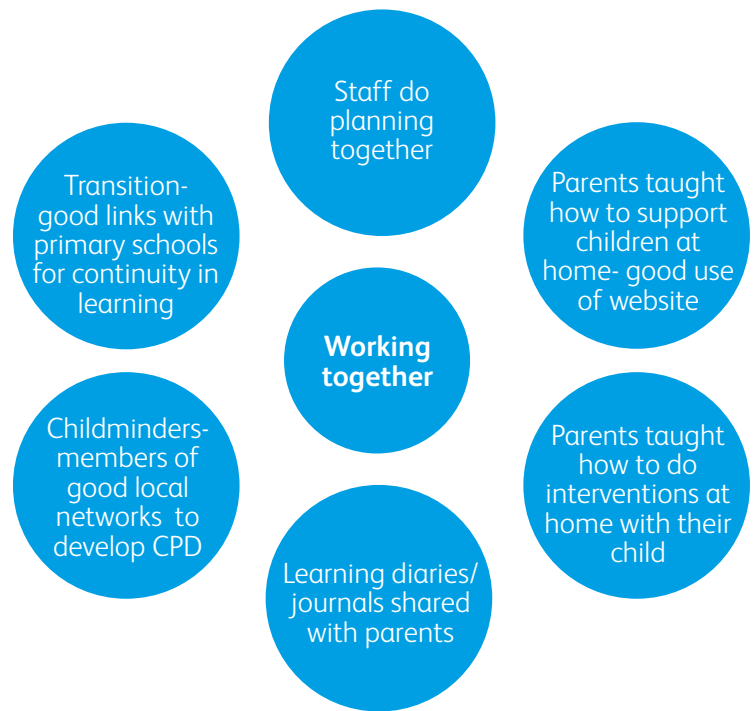 Staff do
planning
together
Transition-
good links with
primary schools
for continuity in
learning
Parents taught
how to support
children at
home- good use
of website
Working
together
Childminders-
members of
good local
networks to
develop CPD
Parents taught
how to do
interventions at
home with their
child
Learning diaries/
journals shared
with parents